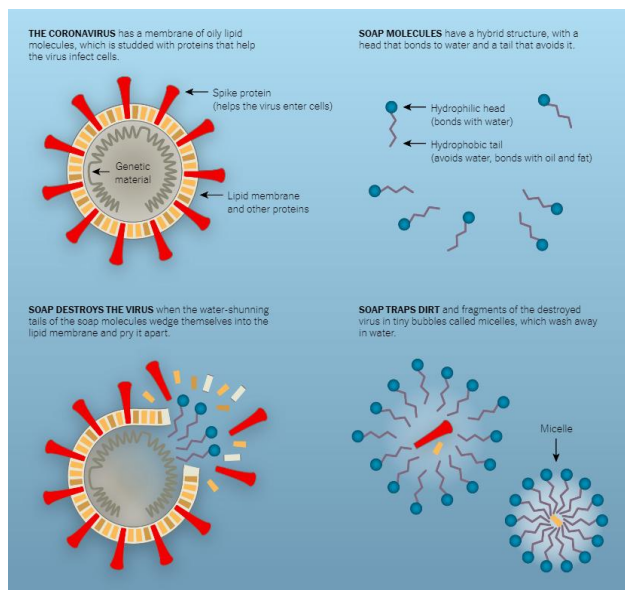 THE CORONAVIRUS has a membrane of oily lipid
molecules, which is studded with proteins that help
the virus infect cells.
Spike protein
(helps the virus enter cells)
Genetic
material
Lipid membrane
and other proteins
SOAP MOLECULES have a hybrid structure, with a
head that bonds to water and a tail that avoids it.
Hydrophilic head
(bonds with water)
Hydrophobic tail
(avoids water, bonds with oil and fat)
SOAP DESTROYS THE VIRUS when the water-shunning
tails of the soap molecules wedge themselves into the
lipid membrane and pry it apart.
SOAP TRAPS DIRT and fragments of the destroyed
virus in tiny bubbles called micelles, which wash away
in water.
Micelle